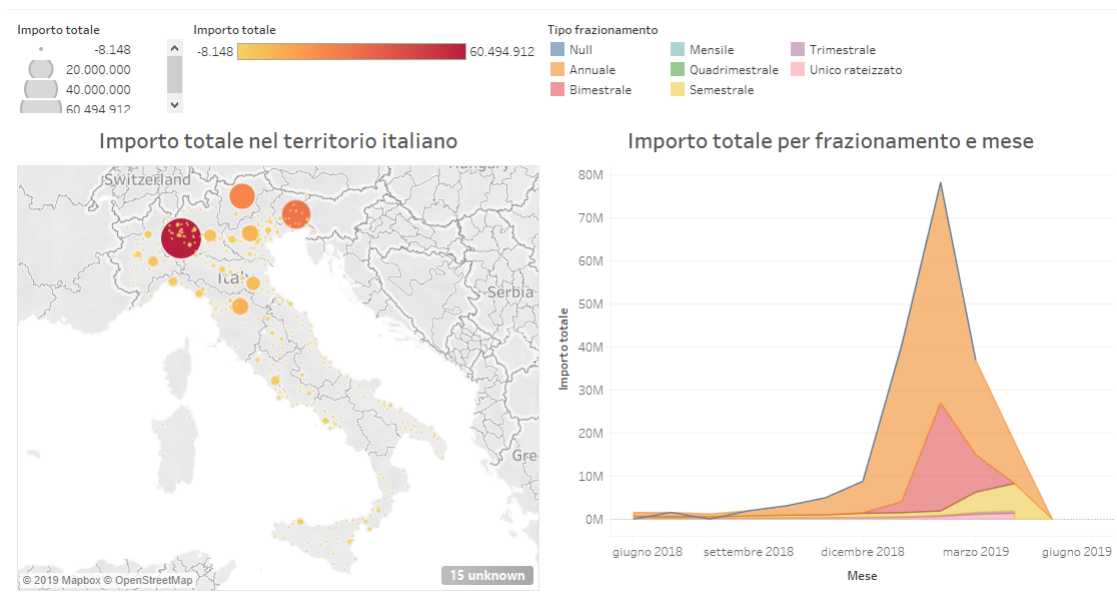 Importo totale
-8.148
20.000.000
40.000.000
60.494.912
Importo totale
-8.148
60.494.912
Tipo frazionamento
Null
Mensile
Trimestrale
Annuale
Quadrimestrale
Unico rateizzato
Bimestrale
Semestrale
Importo totale nel territorio italiano
Switzerland
Hungary
Ital
Serbia
Gre
© 2019 Mapbox © OpenStreetMap
15 unknown
Importo totale per frazionamento e mese
80M
70M
60M
50M
40M
30M
20M
10M
0M
Importo totale
giugno 2018
settembre 2018
dicembre 2018
marzo 2019
giugno 2019
Mese